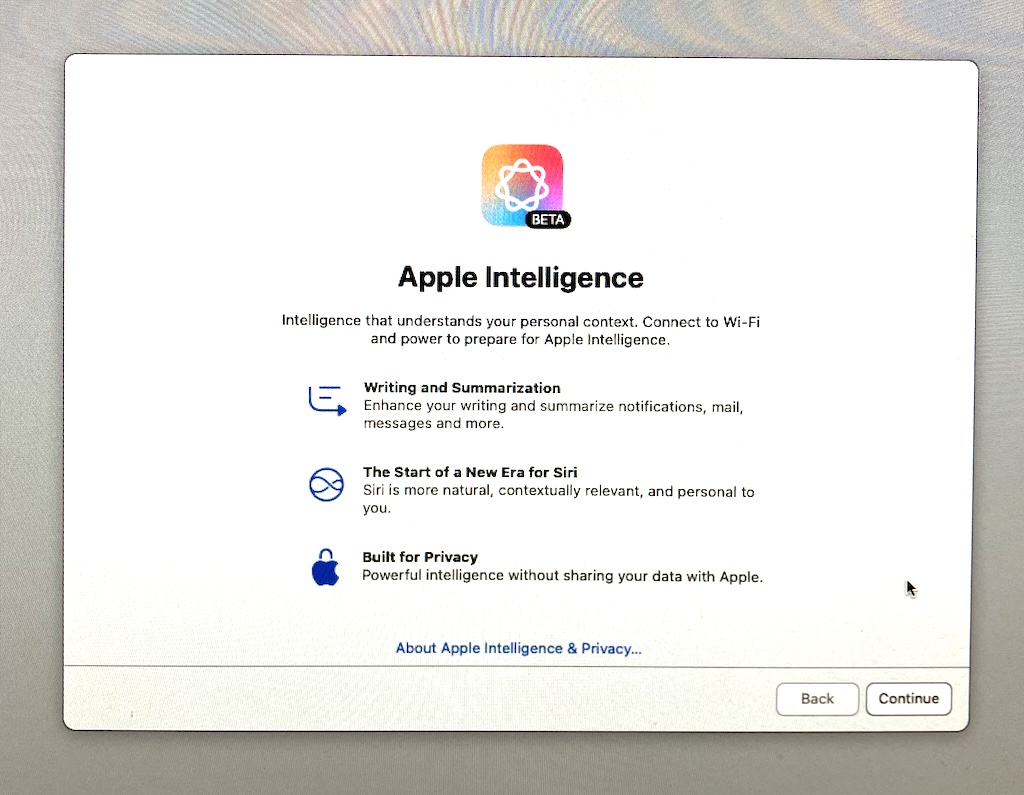 BETA
Apple Intelligence
Intelligence that understands your personal context. Connect to Wi-Fi
and power to prepare for Apple Intelligence.
Writing and Summarization
Enhance your writing and summarize notifications, mail,
messages and more.
The Start of a New Era for Siri
Siri is more natural, contextually relevant, and personal to
you.
Built for Privacy
Powerful intelligence without sharing your data with Apple.
About Apple Intelligence & Privacy...
Back
Continue